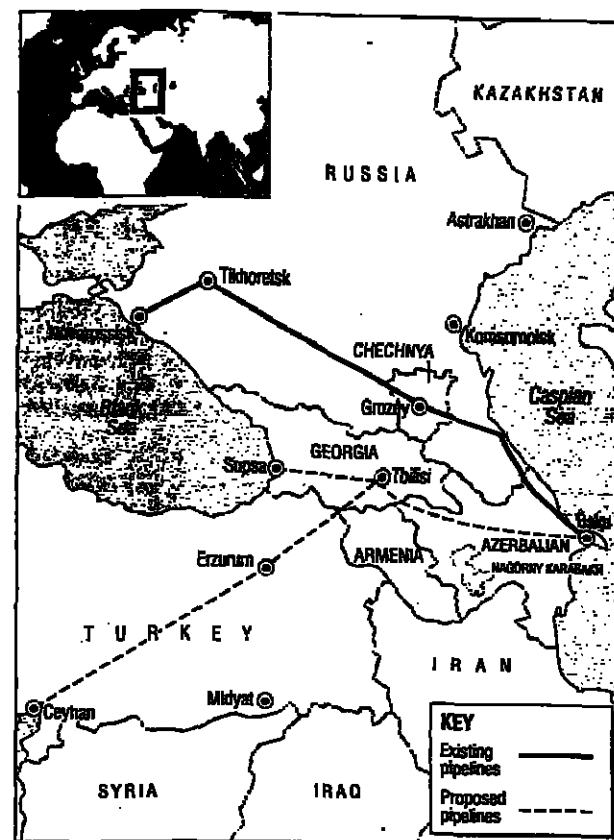 KAZAKHSTAN
RUSSIA
Astrakhan
Tikhoretsk
Komsomolsk
CHECHNYA
Grozny
Caspian
Sea
Sea
GEORGIA
Supsa
Tbilisi
Baku
AZERBAIJAN
ARMENIA
NAGORNY KARABAKH
Erzurum
TURKEY
IRAN
Midyat
Ceyhan
SYRIA
IRAQ
KEY
Existing
pipelines
Proposed
pipelines